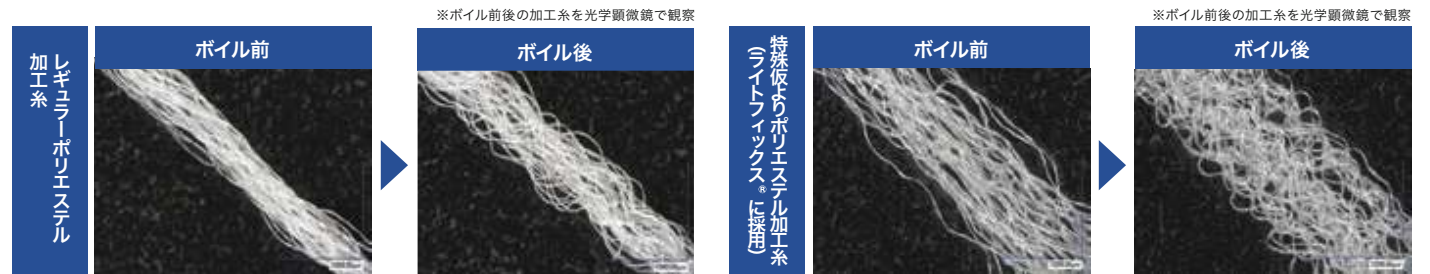 ※ボイル前後の加工糸を光学顕微鏡で観察
レギュラーポリエステル
加工糸
ボイル前
ボイル後
※ボイル前後の加工糸を光学顕微鏡で観察
特殊仮よりポリエステル加工糸
(ライトフィックス®に採用)
ボイル前
ボイル後